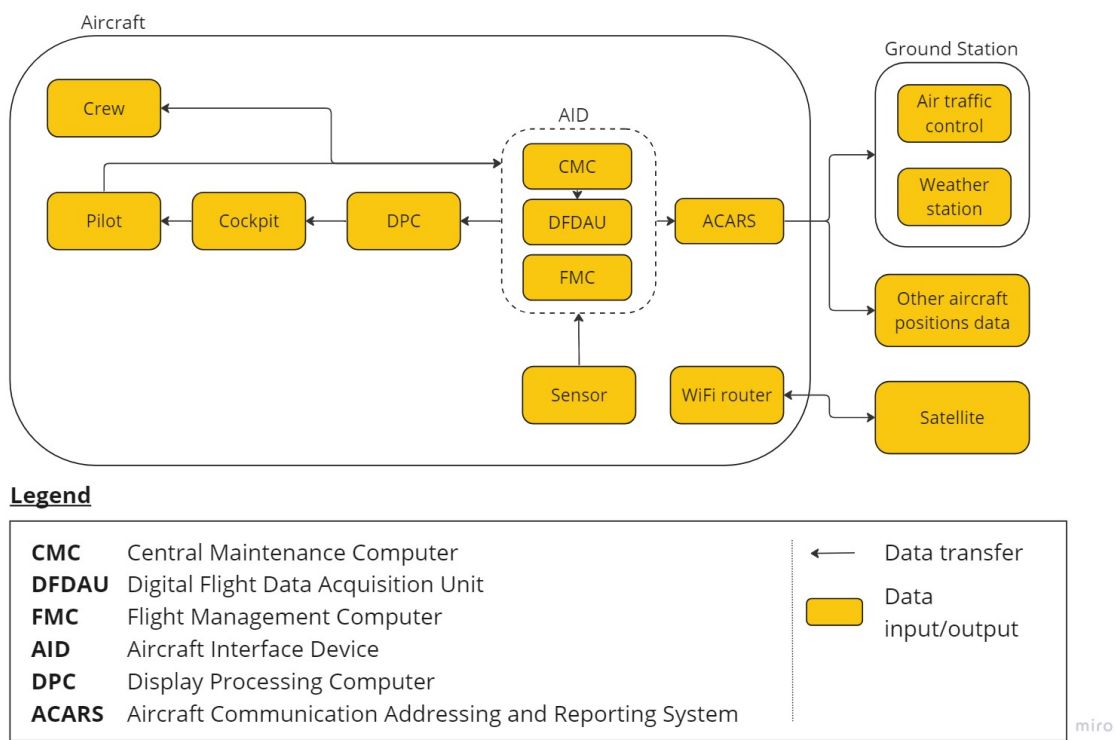 Aircraft
Ground Station
Crew
Air traffic
control
AID
CMC
Weather
station
Pilot
Cockpit
DPC
DFDAU
ACARS
FMC
Other aircraft
positions data
Sensor
WiFi router
Satellite
Legend
CMC Central Maintenance Computer
DFDAU Digital Flight Data Acquisition Unit
FMC Flight Management Computer
AID Aircraft Interface Device
DPC Display Processing Computer
ACARS Aircraft Communication Addressing and Reporting System
Data transfer
Data
input/output
miro